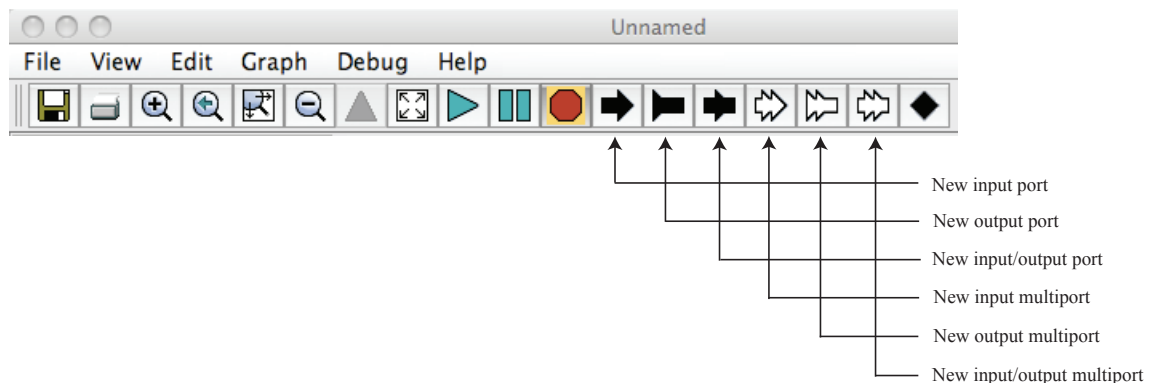 Unnamed
File View Edit Graph Debug Help
New input port
New output port
New input/output port
New input multiport
New output multiport
New input/output multiport